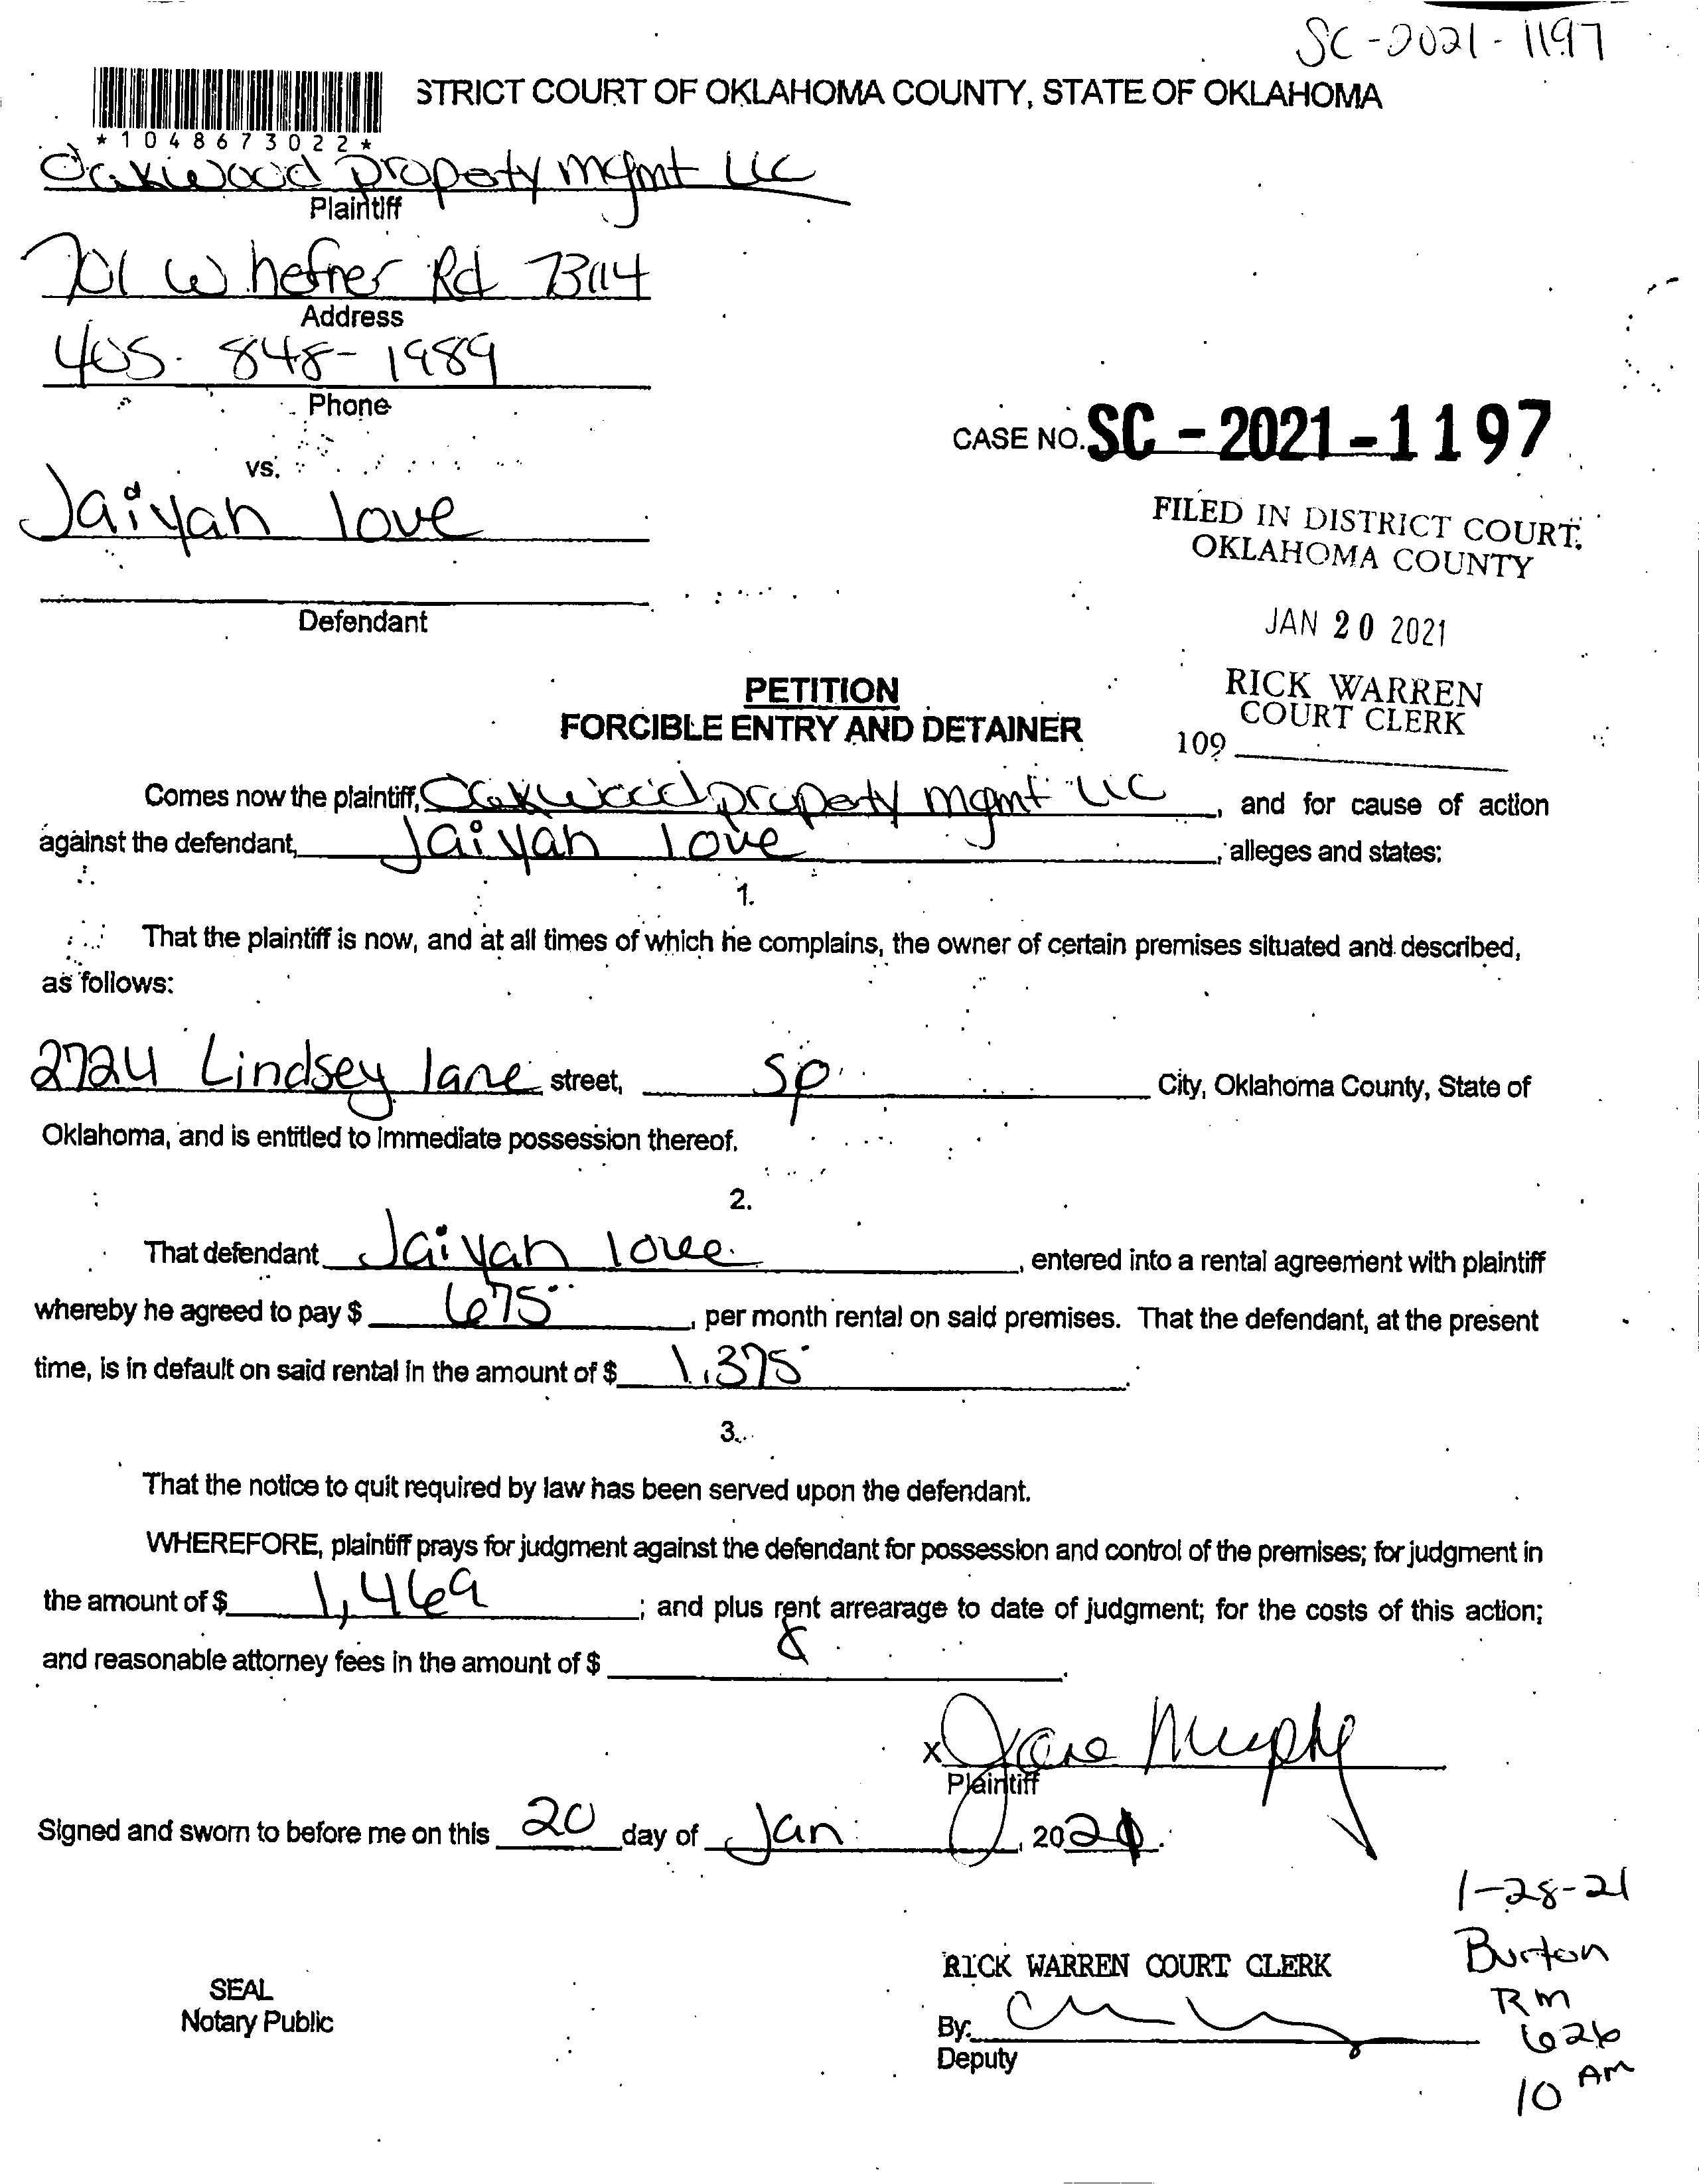 SC-2021-1197
STRICT COURT OF OKLAHOMA COUNTY, STATE OF OKLAHOMA
*1048673022*
Oakwood property mgmt LLC
Plaintiff
701 W hefner Rd 73114
Address
405-848-1989
Phone
CASE NO. SC-2021-1197
vs.
Jaiyah love
FILED IN DISTRICT COURT
OKLAHOMA COUNTY
Defendant
JAN 20 2021
RICK WARREN
COURT CLERK
109
PETITION
FORCIBLE ENTRY AND DETAINER
Comes now the plaintiff, Oakwood property mgmt LLC, and for cause of action
against the defendant, Jaiyah love, alleges and states:
1.
That the plaintiff is now, and at all times of which he complains, the owner of certain premises situated and described,
as follows:
2724 Lindsey lane street, Sp City, Oklahoma County, State of
Oklahoma, and is entitled to immediate possession thereof.
2.
That defendant Jaiyah love, entered into a rental agreement with plaintiff
whereby he agreed to pay $ 675, per month rental on said premises. That the defendant, at the present
time, is in default on said rental in the amount of $ 1,375.
3.
That the notice to quit required by law has been served upon the defendant.
WHEREFORE, plaintiff prays for judgment against the defendant for possession and control of the premises; for judgment in
the amount of $ 1,469; and plus rent arrearage to date of judgment; for the costs of this action;
and reasonable attorney fees in the amount of $
x Jane Murphy
Plaintiff
Signed and sworn to before me on this 20 day of Jan, 2021.
1-28-21
Burton
Rm
626
10 AM
RICK WARREN COURT CLERK
SEAL
Notary Public
By:
Deputy